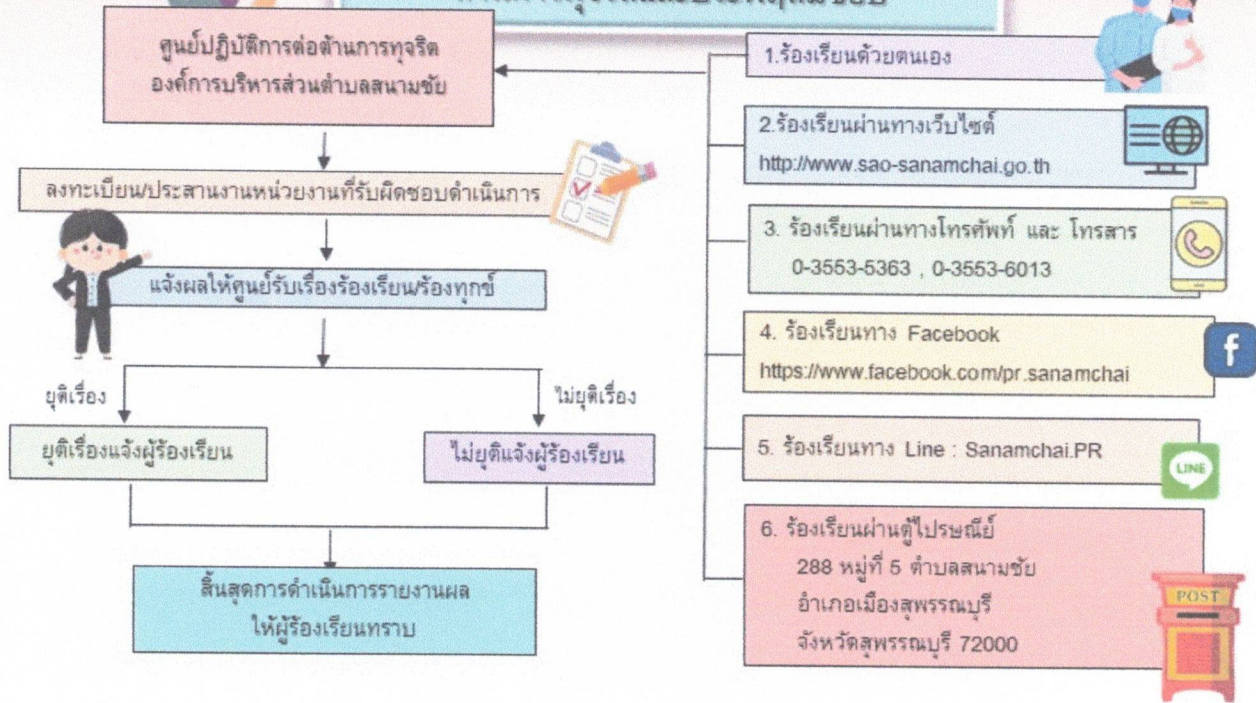 ศูนย์ปฏิบัติการต่อต้านการทุจริต
องค์การบริหารส่วนตำบลสนามชัย
ลงทะเบียน/ประสานงานหน่วยงานที่รับผิดชอบดำเนินการ
แจ้งผลให้ศูนย์รับเรื่องร้องเรียน/ร้องทุกข์
ยุติเรื่อง
ไม่ยุติเรื่อง
ยุติเรื่องแจ้งผู้ร้องเรียน
ไม่ยุติแจ้งผู้ร้องเรียน
สิ้นสุดการดำเนินการรายงานผล
ให้ผู้ร้องเรียนทราบ
1.ร้องเรียนด้วยตนเอง
2.ร้องเรียนผ่านทางเว็บไซต์
http://www.sao-sanamchai.go.th
3. ร้องเรียนผ่านทางโทรศัพท์ และ โทรสาร
0-3553-5363 , 0-3553-6013
4. ร้องเรียนทาง Facebook
https://www.facebook.com/pr.sanamchai
f
5. ร้องเรียนทาง Line : Sanamchai.PR
LINE
6. ร้องเรียนผ่านตู้ไปรษณีย์
288 หมู่ที่ 5 ตำบลสนามชัย
อำเภอเมืองสุพรรณบุรี
จังหวัดสุพรรณบุรี 72000
POST